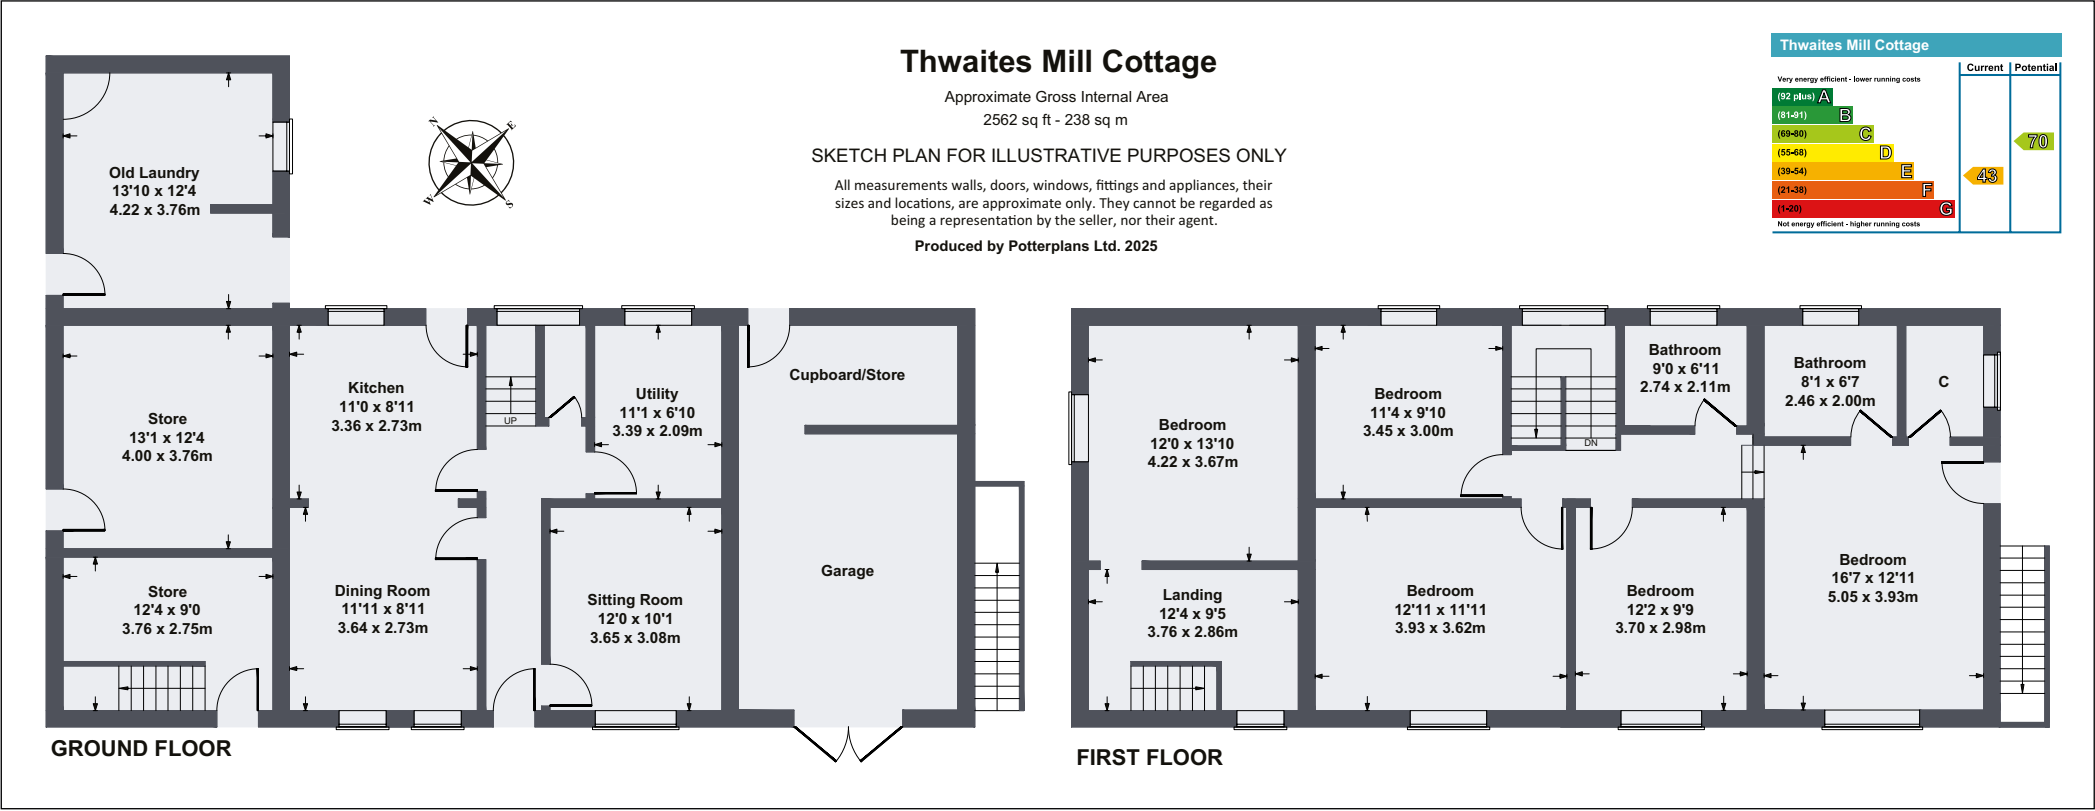 Thwaites Mill Cottage
Approximate Gross Internal Area
2562 sq ft - 238 sq m
SKETCH PLAN FOR ILLUSTRATIVE PURPOSES ONLY
All measurements walls, doors, windows, fittings and appliances, their
sizes and locations, are approximate only. They cannot be regarded as
being a representation by the seller, nor their agent.
Produced by Potterplans Ltd. 2025
Thwaites Mill Cottage
Current Potential
Very energy efficient - lower running costs
(92 plus) A
(81-91) B
(69-80) C
70
(55-68) D
(39-54) E
43
(21-38) F
(1-20) G
Not energy efficient - higher running costs
N
E
W
S
Old Laundry
13'10 x 12'4
4.22 x 3.76m
Store
13'1 x 12'4
4.00 x 3.76m
Store
12'4 x 9'0
3.76 x 2.75m
Kitchen
11'0 x 8'11
3.36 x 2.73m
Dining Room
11'11 x 8'11
3.64 x 2.73m
UP
Utility
11'1 x 6'10
3.39 x 2.09m
Sitting Room
12'0 x 10'1
3.65 x 3.08m
Cupboard/Store
Garage
GROUND FLOOR
Bedroom
12'0 x 13'10
4.22 x 3.67m
Landing
12'4 x 9'5
3.76 x 2.86m
Bedroom
11'4 x 9'10
3.45 x 3.00m
DN
Bathroom
9'0 x 6'11
2.74 x 2.11m
Bathroom
8'1 x 6'7
2.46 x 2.00m
C
Bedroom
12'11 x 11'11
3.93 x 3.62m
Bedroom
12'2 x 9'9
3.70 x 2.98m
Bedroom
16'7 x 12'11
5.05 x 3.93m
FIRST FLOOR